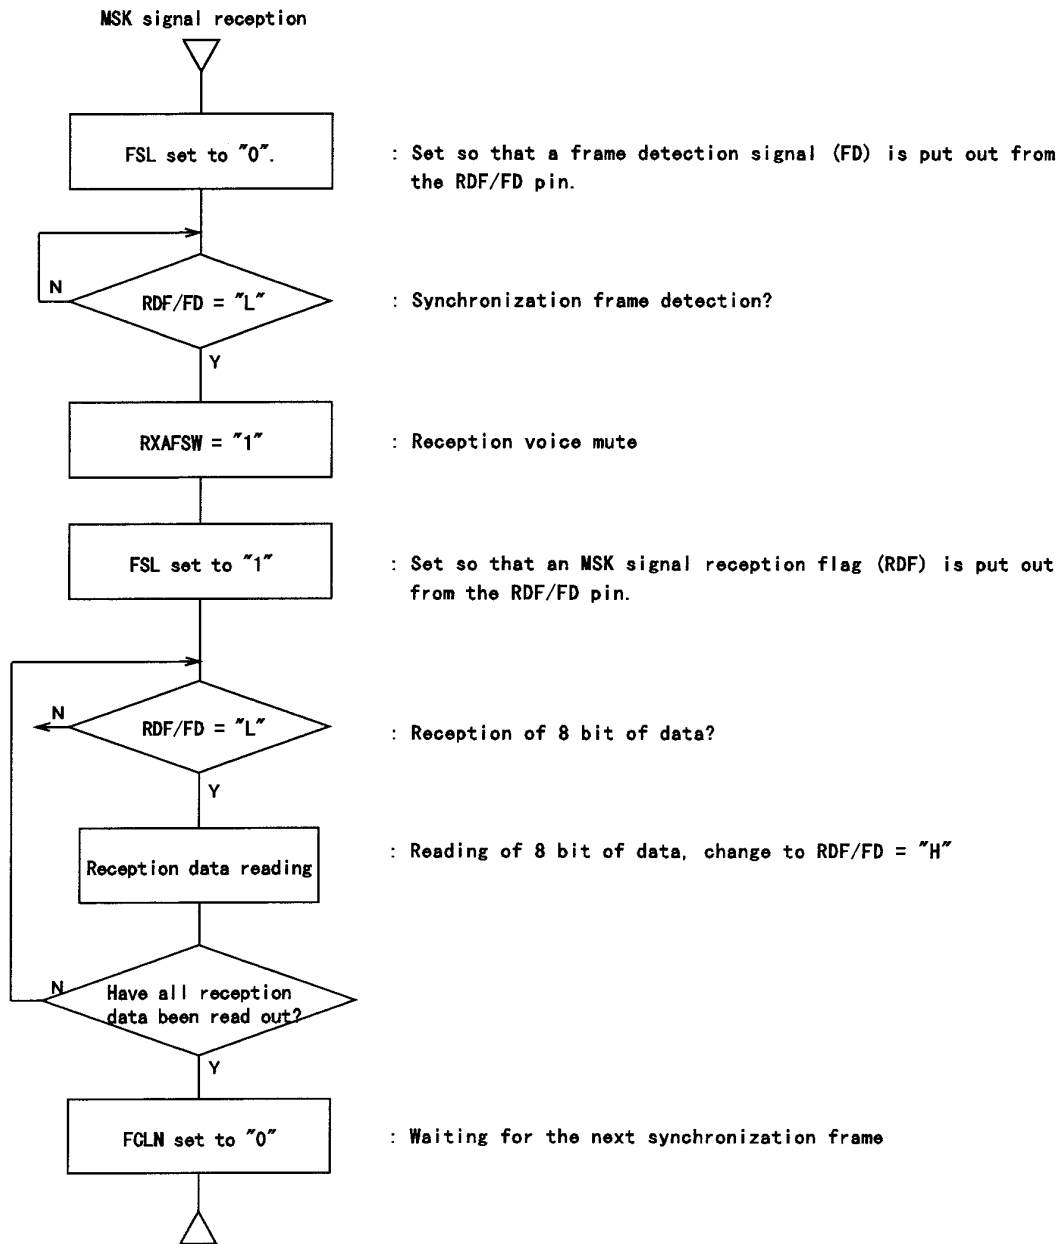 MSK signal reception
FSL set to "0".
: Set so that a frame detection signal (FD) is put out from
the RDF/FD pin.
N
RDF/FD = "L"
: Synchronization frame detection?
Y
RXAFSW = "1"
: Reception voice mute
FSL set to "1"
: Set so that an MSK signal reception flag (RDF) is put out
from the RDF/FD pin.
N
RDF/FD = "L"
: Reception of 8 bit of data?
Y
Reception data reading
: Reading of 8 bit of data, change to RDF/FD = "H"
N
Have all reception
data been read out?
Y
FCLN set to "0"
: Waiting for the next synchronization frame